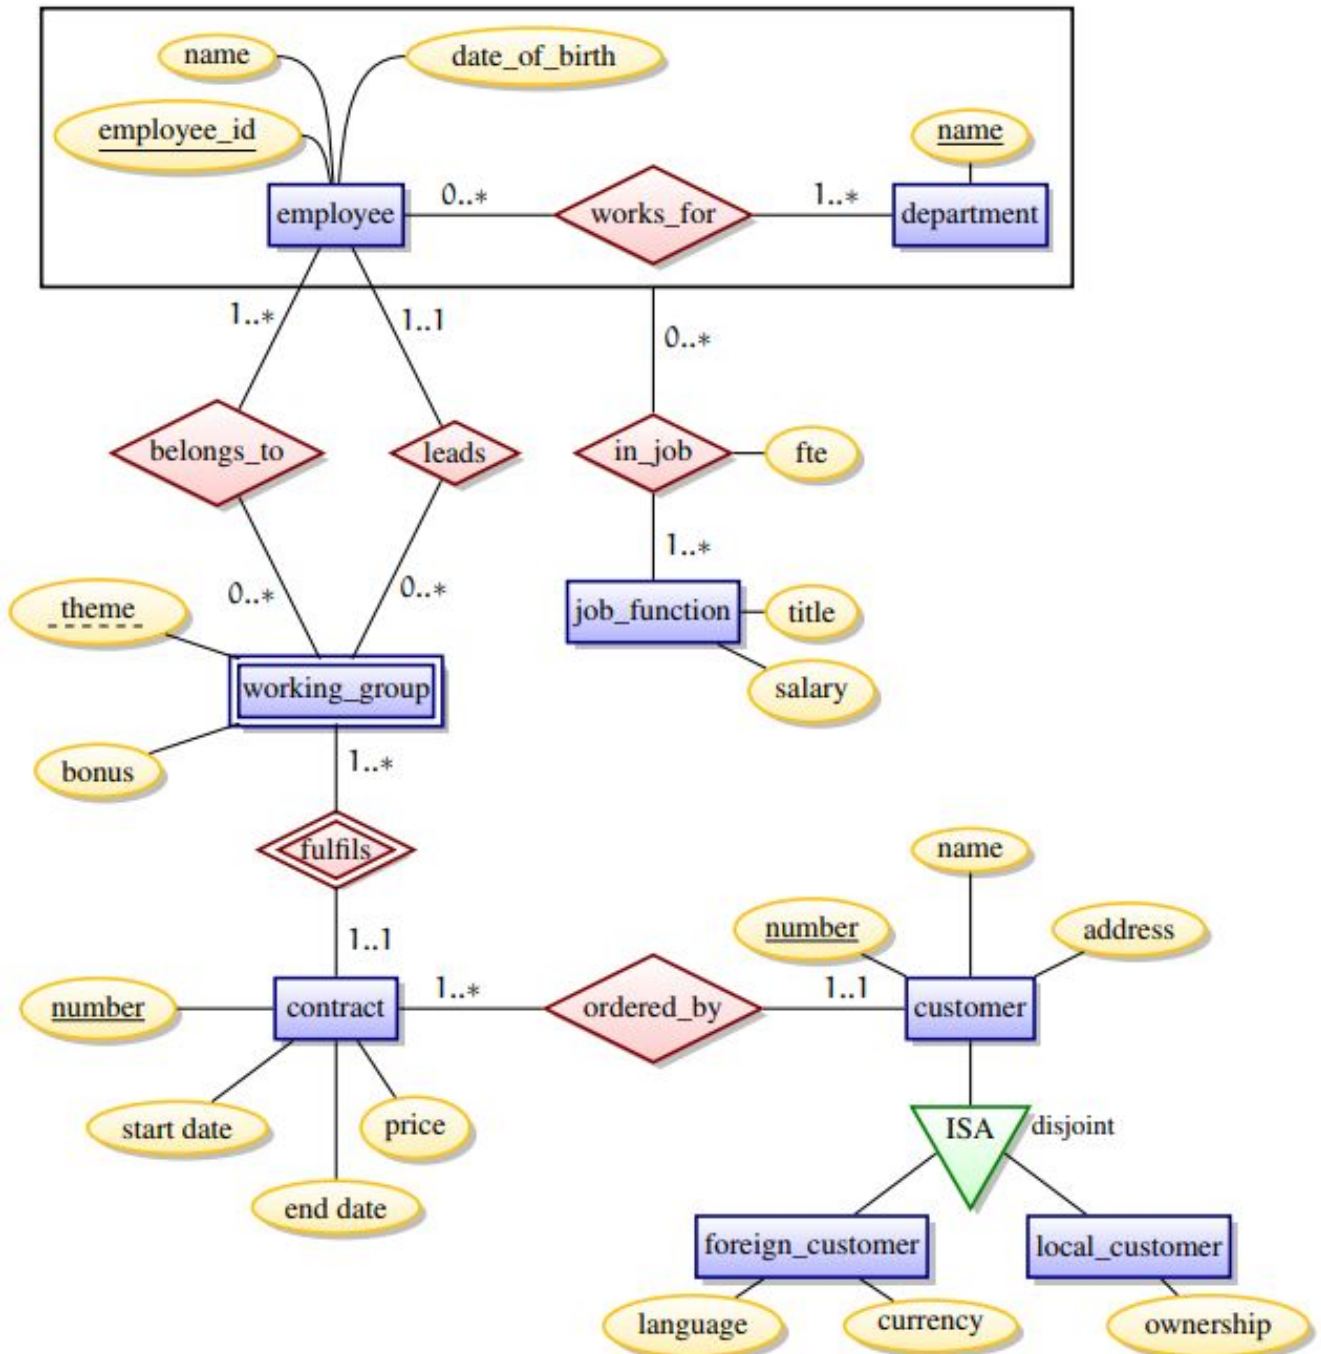 name
date_of_birth
employee_id
name
employee
0..*
works_for
1..*
department
1..*
1..1
0..*
belongs_to
leads
in_job
fte
1..*
0..*
0..*
theme
job_function
title
working_group
salary
bonus
1..*
fulfils
name
number
address
1..1
number
contract
1..*
ordered_by
1..1
customer
start date
price
ISA
disjoint
end date
foreign_customer
local_customer
language
currency
ownership